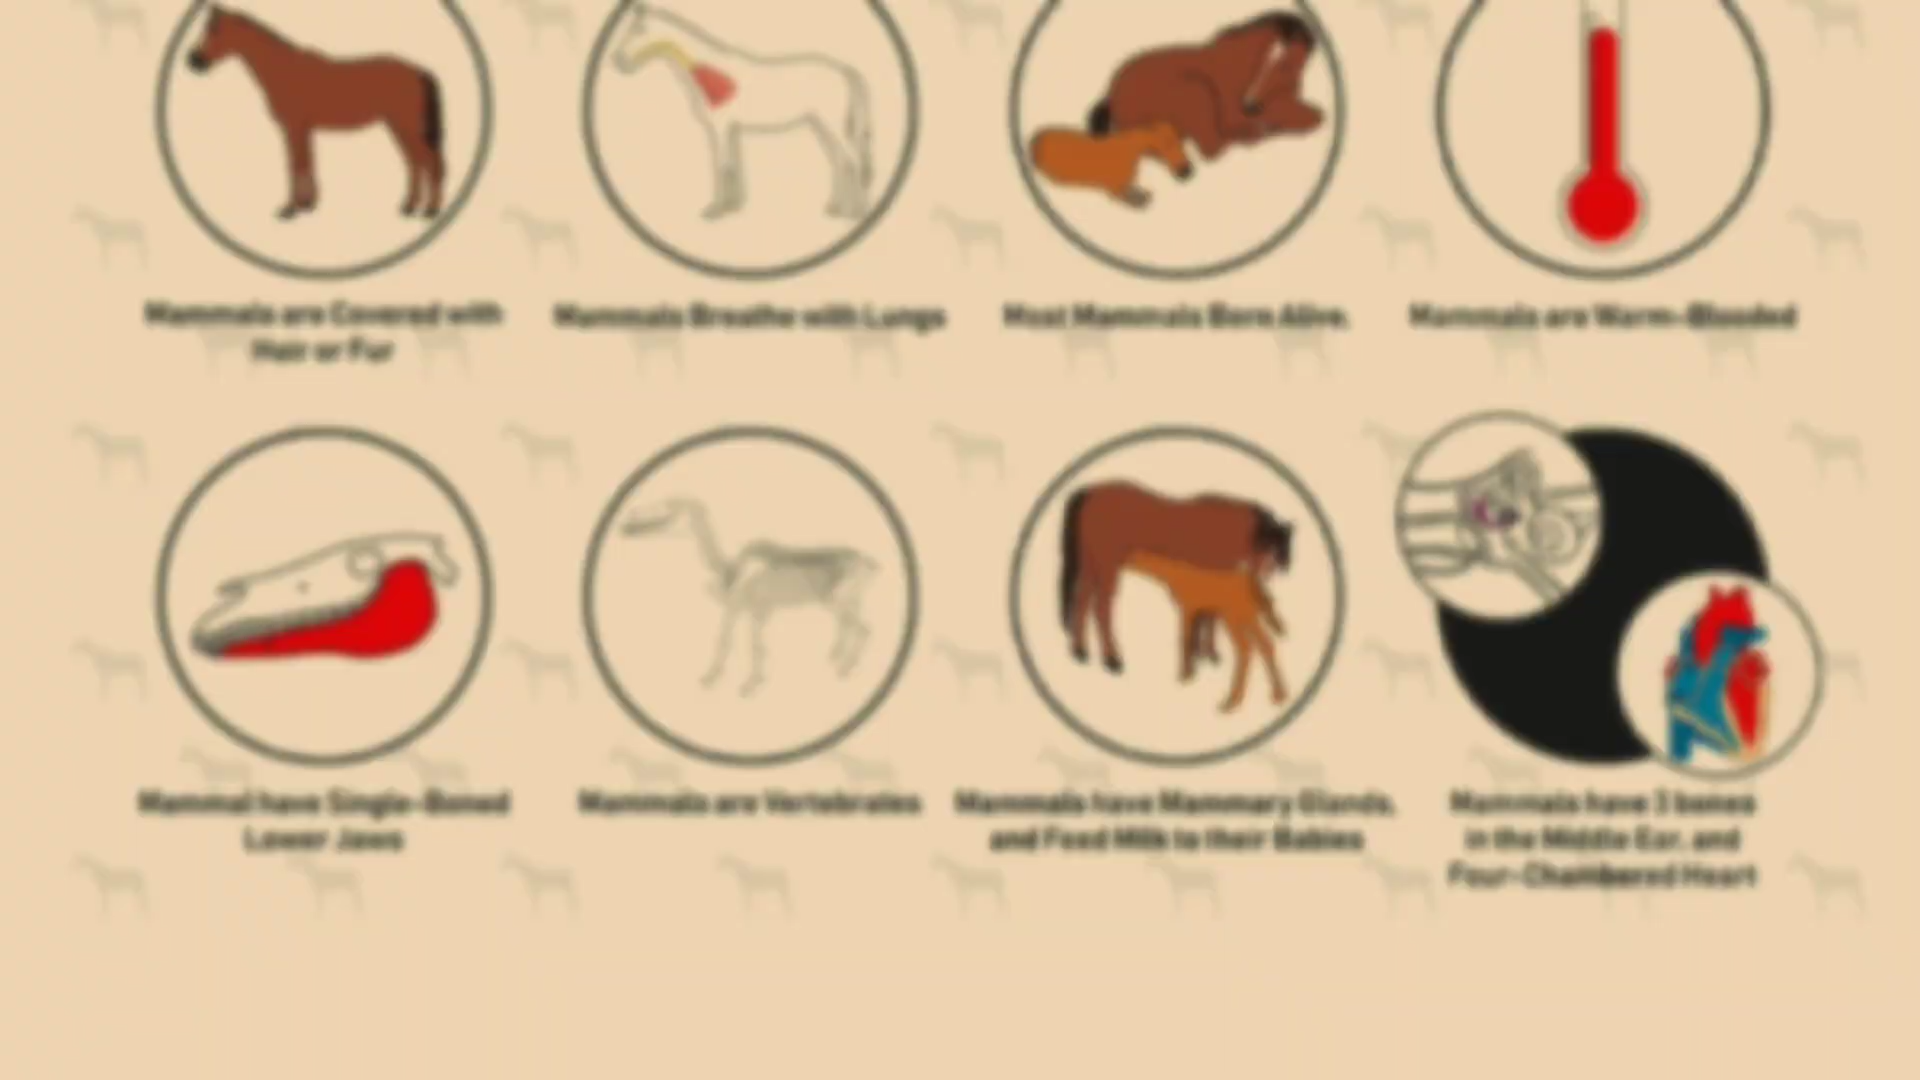 Mammals are Covered with
Hair or Fur
Mammals Breathe with Lungs
Most Mammals Born Alive.
Mammals are Warm-Blooded
Mammal have Single-Boned
Lower Jaws
Mammals are Vertebrates
Mammals have Mammary Glands,
and Feed Milk to their Babies
Mammals have 3 bones
in the Middle Ear, and
Four-Chambered Heart